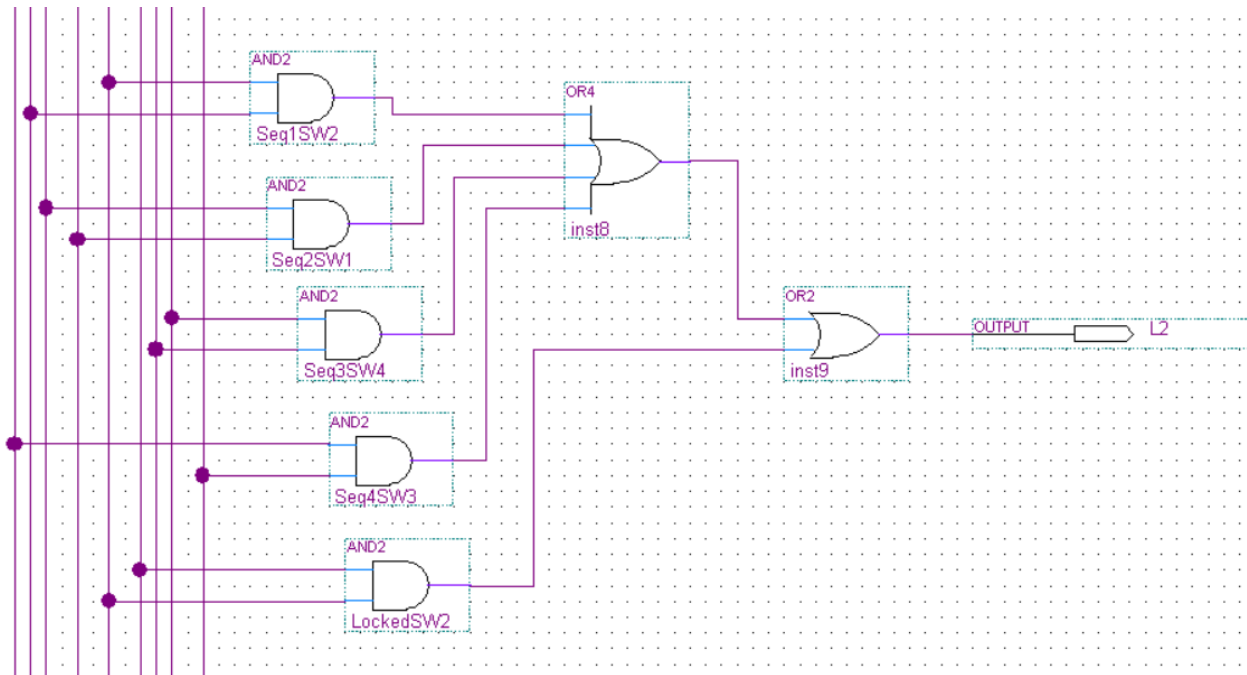 AND2
Seq1SW2
OR4
inst8
AND2
Seq2SW1
AND2
Seq3SW4
OR2
inst9
OUTPUT
L2
AND2
Seq4SW3
AND2
LockedSW2